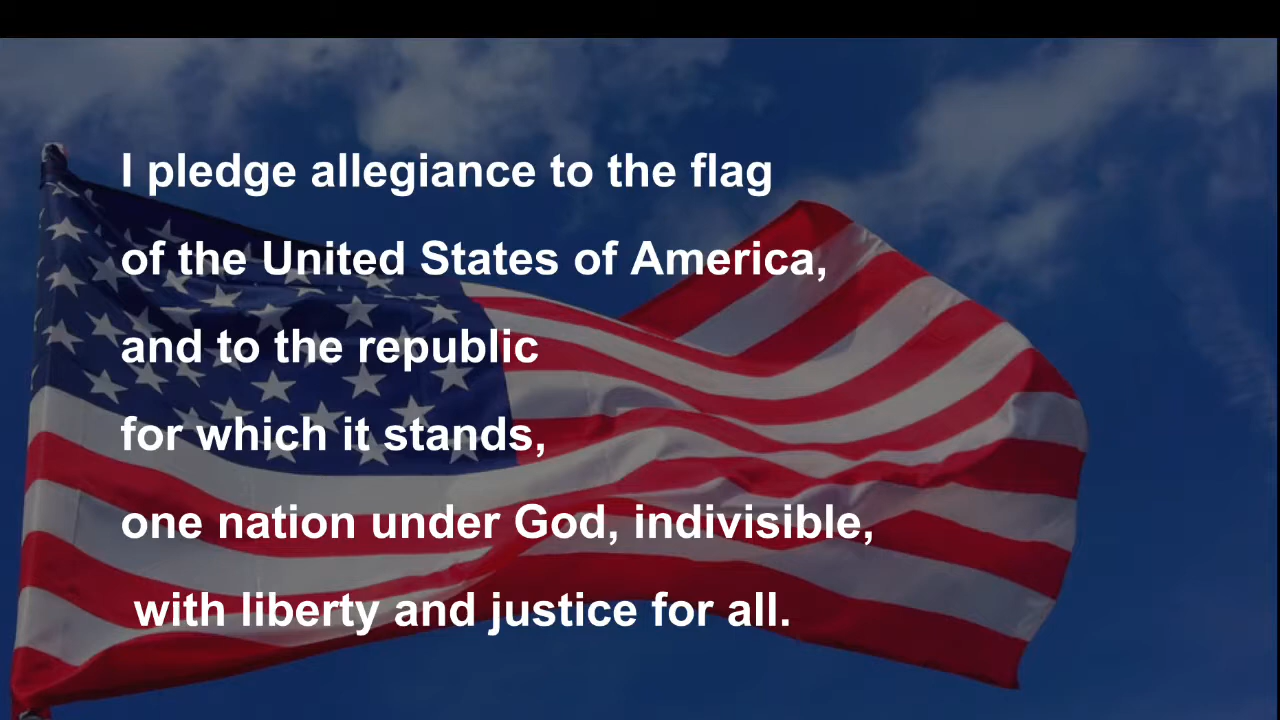 I pledge allegiance to the flag
of the United States of America,
and to the republic
for which it stands,
one nation under God, indivisible,
with liberty and justice for all.